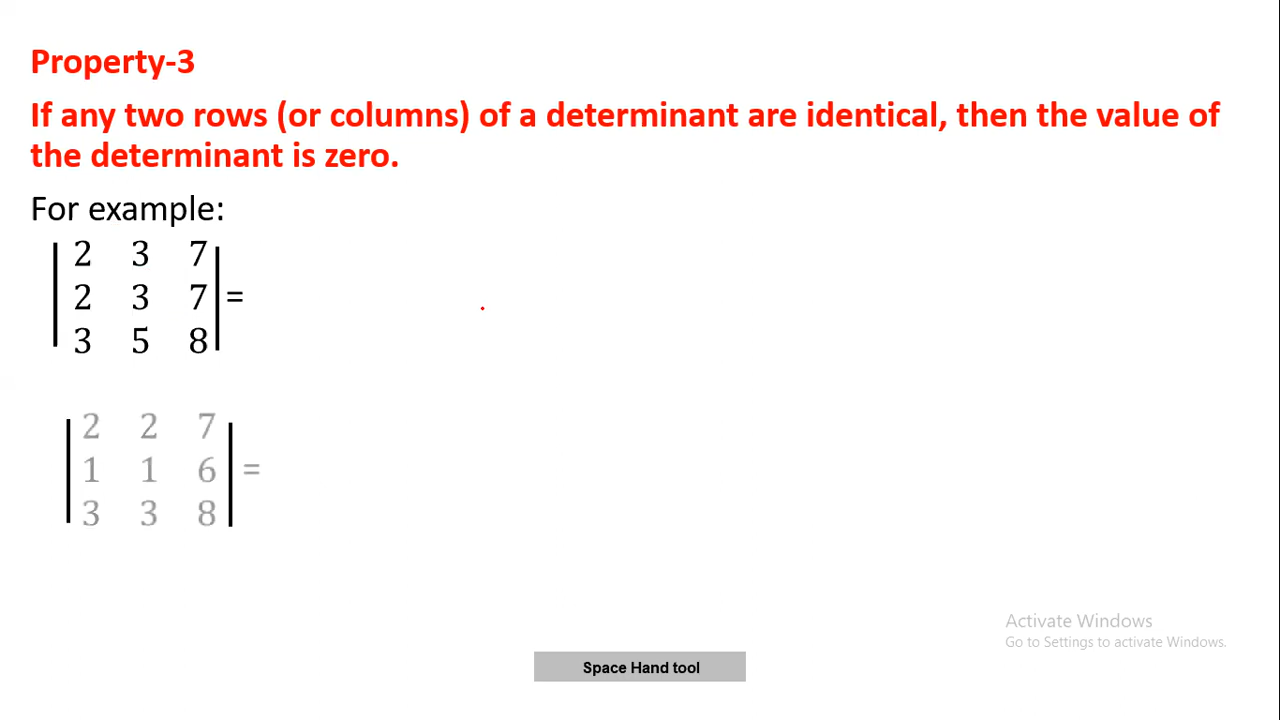 Property-3
If any two rows (or columns) of a determinant are identical, then the value of
the determinant is zero.
For example:
| 2 3 7 |
| 2 3 7 | =
| 3 5 8 |
| 2 2 7 |
| 1 1 6 | =
| 3 3 8 |
Activate Windows
Go to Settings to activate Windows.
Space Hand tool